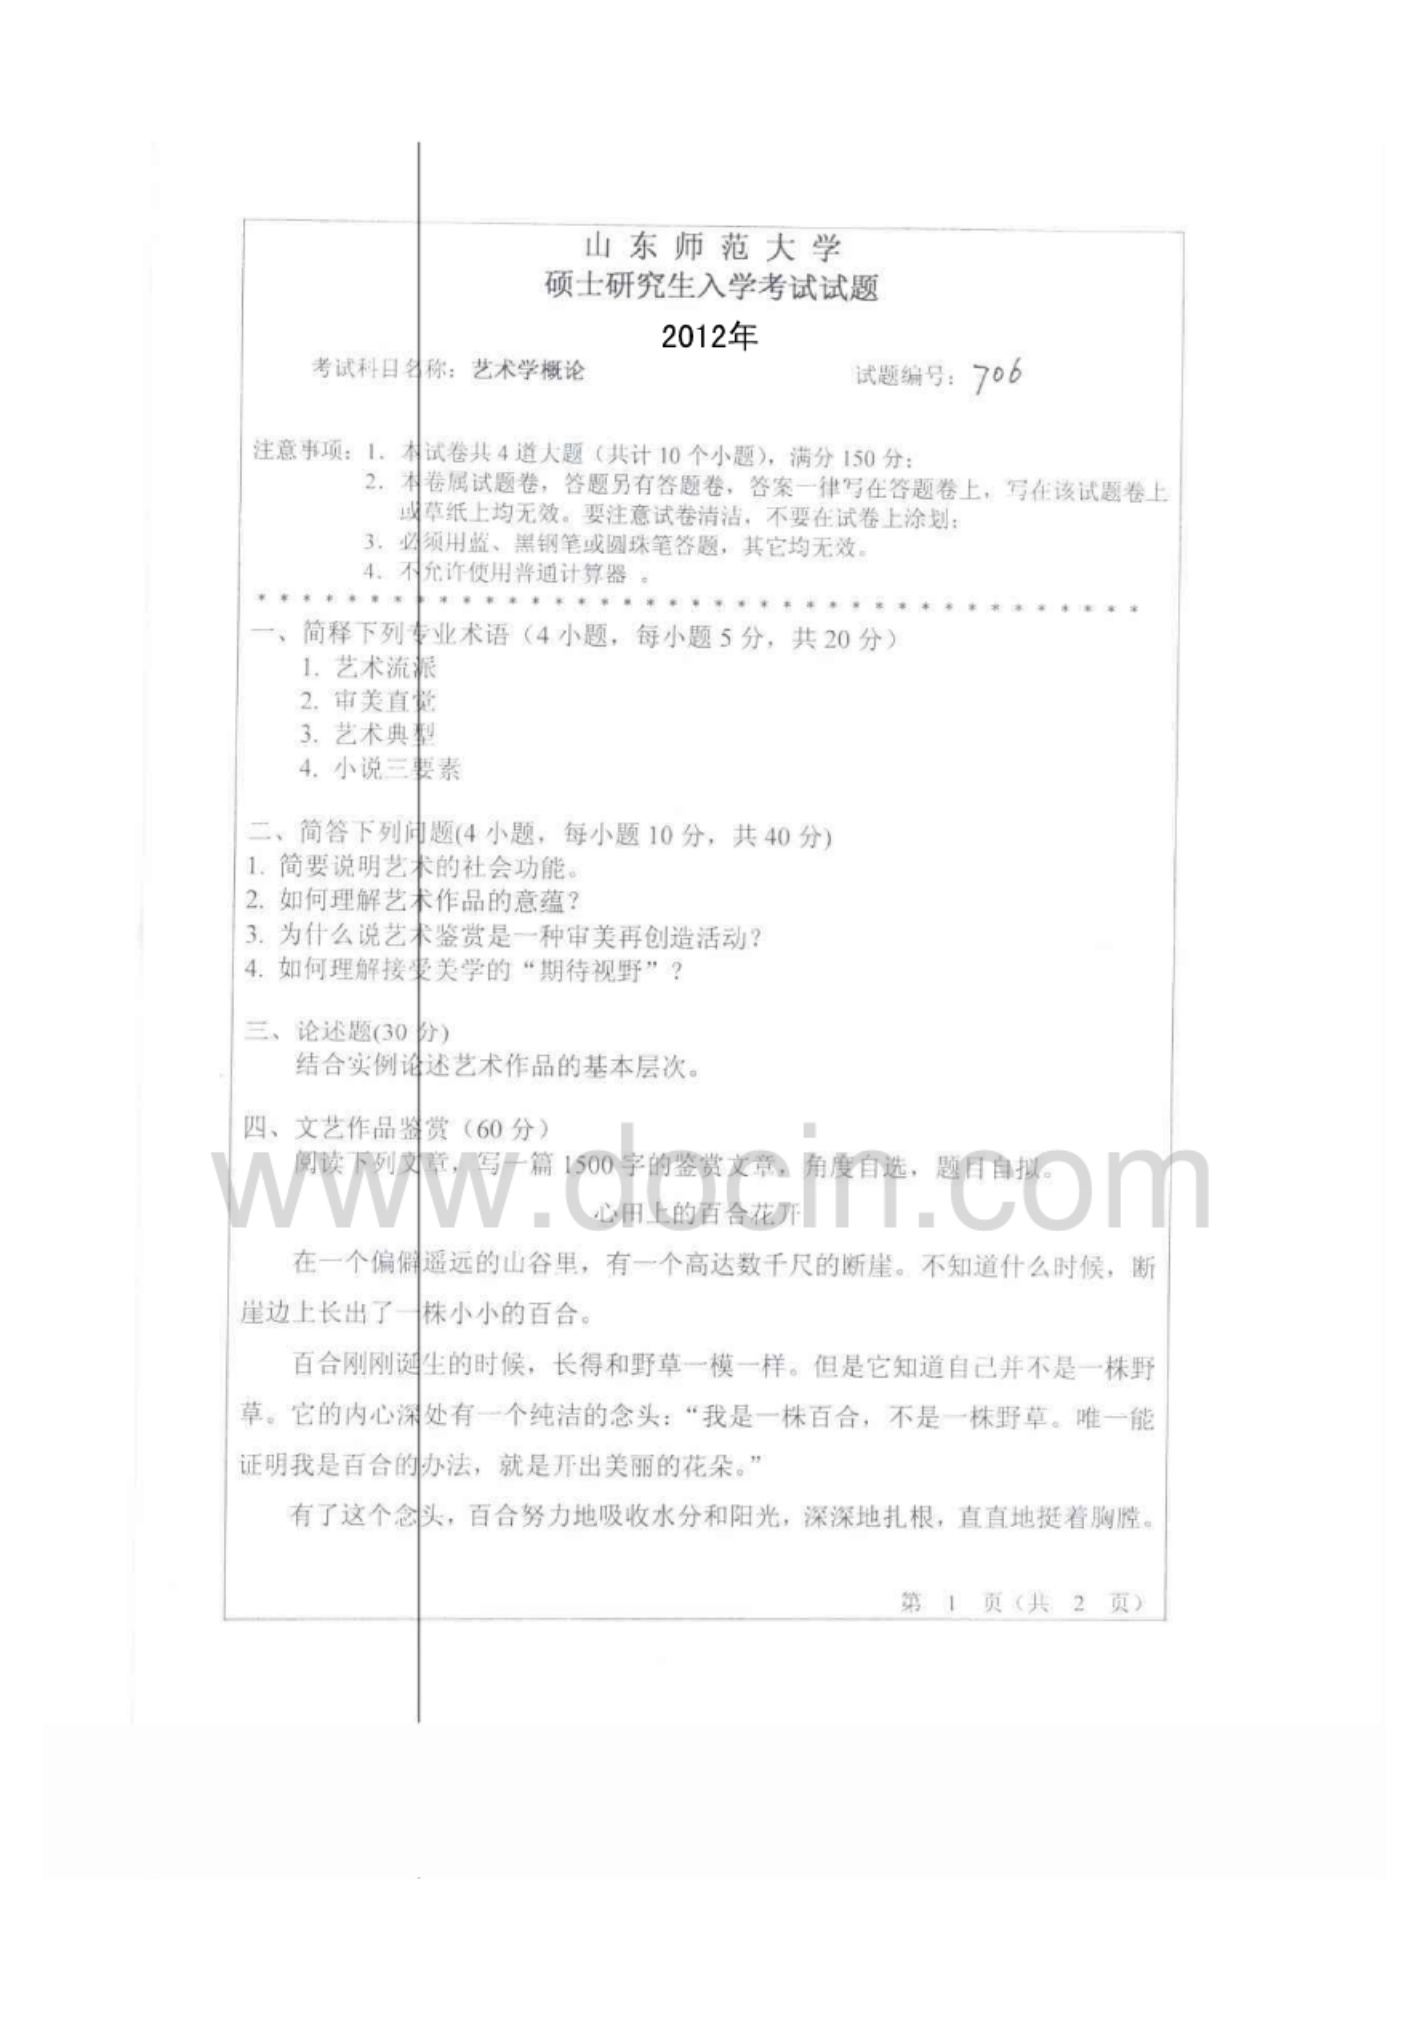 山东师范大学
硕士研究生入学考试试题
2012年
考试科目名称：艺术学概论 试题编号：706
注意事项：1．本试卷共4道大题（共计10个小题），满分150分；
2．本卷属试题卷，答题另有答题卷，答案一律写在答题卷上，写在该试题卷上
或草纸上均无效。要注意试卷清洁，不要在试卷上涂划；
3．必须用蓝、黑钢笔或圆珠笔答题，其它均无效。
4．不允许使用普通计算器 。
* * * * * * * * * * * * * * * * * * * * * * * * * * * * * * * * * * * * * * *
一、简释下列专业术语（4小题，每小题5分，共20分）
1. 艺术流派
2. 审美直觉
3. 艺术典型
4. 小说三要素
二、简答下列问题(4小题，每小题10分，共40分)
1. 简要说明艺术的社会功能。
2. 如何理解艺术作品的意蕴？
3. 为什么说艺术鉴赏是一种审美再创造活动？
4. 如何理解接受美学的“期待视野”？
三、论述题(30分)
结合实例论述艺术作品的基本层次。
四、文艺作品鉴赏（60分）
阅读下列文章，写一篇1500字的鉴赏文章，角度自选，题目自拟。
www.docin.com
心田上的百合花开
在一个偏僻遥远的山谷里，有一个高达数千尺的断崖。不知道什么时候，断
崖边上长出了一株小小的百合。
百合刚刚诞生的时候，长得和野草一模一样。但是它知道自己并不是一株野
草。它的内心深处有一个纯洁的念头：“我是一株百合，不是一株野草。唯一能
证明我是百合的办法，就是开出美丽的花朵。”
有了这个念头，百合努力地吸收水分和阳光，深深地扎根，直直地挺着胸膛。
第 1 页（共 2 页）